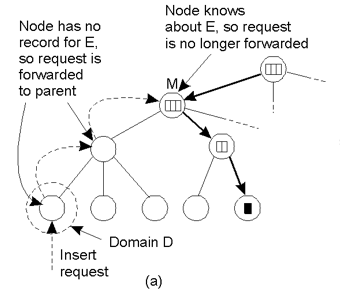 Node has no
record for E,
so request is
forwarded
to parent
Node knows
about E, so request
is no longer forwarded
M
Domain D
Insert
request
(a)